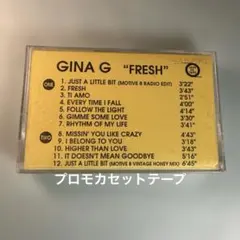 GINA G "FRESH"
ONE
1. JUST A LITTLE BIT (MOTIVE 8 RADIO EDIT) 3'22"
2. FRESH 3'43"
3. TI AMO 2'51"
4. EVERY TIME I FALL 4'00"
5. FOLLOW THE LIGHT 4'14"
6. GIMME SOME LOVE 3'30"
7. RHYTHM OF MY LIFE 3'41"
TWO
8. MISSIN' YOU LIKE CRAZY 4'43"
9. I BELONG TO YOU 3'18"
10. HIGHER THAN LOVE 3'43"
11. IT DOESN'T MEAN GOODBYE 5'16"
12. JUST A LITTLE BIT (MOTIVE 8 VINTAGE HONEY MIX) 6'45"
プロモカセットテープ